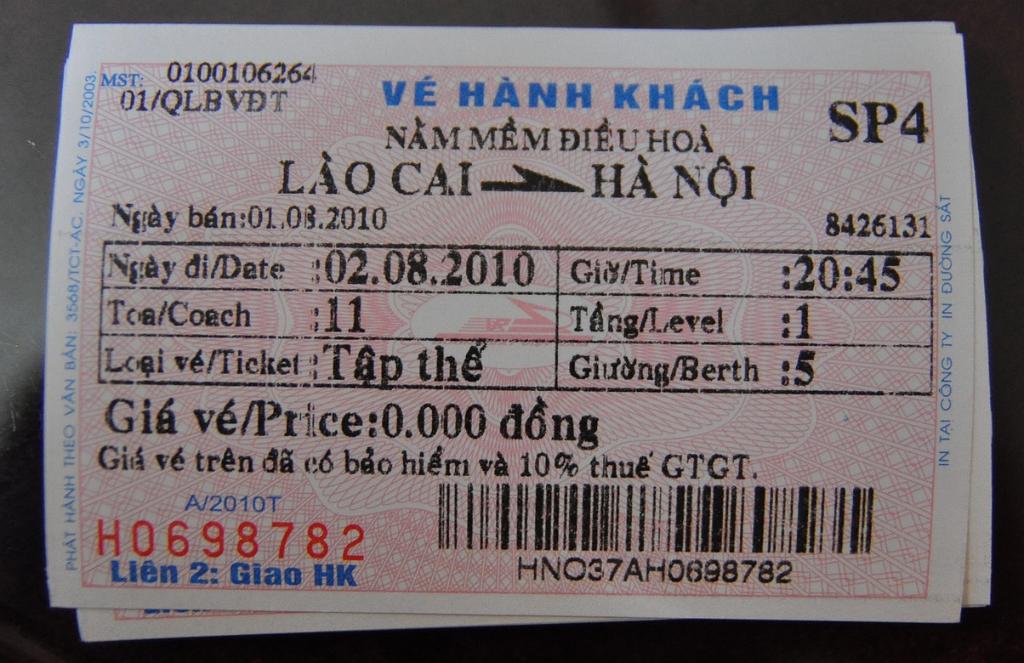 MST: 0100106264
01/QLBVĐT
VÉ HÀNH KHÁCH
SP4
NẰM MỀM ĐIỀU HOÀ
LÀO CAI HÀ NỘI
Ngày bán:01.08.2010
8426131
Ngày đi/Date :02.08.2010 Giờ/Time :20:45
Toa/Coach :11 Tầng/Level :1
Loại vé/Ticket :Tập thể Giường/Berth :5
Giá vé/Price:0.000 đồng
Giá vé trên đã có bảo hiểm và 10% thuế GTGT.
A/2010T
H0698782
Liên 2: Giao HK
HNO37AH0698782
PHÁT HÀNH THEO VĂN BẢN: 3568/TCT-AC, NGÀY 3/10/2003.
IN TẠI CÔNG TY IN ĐƯỜNG SẮT